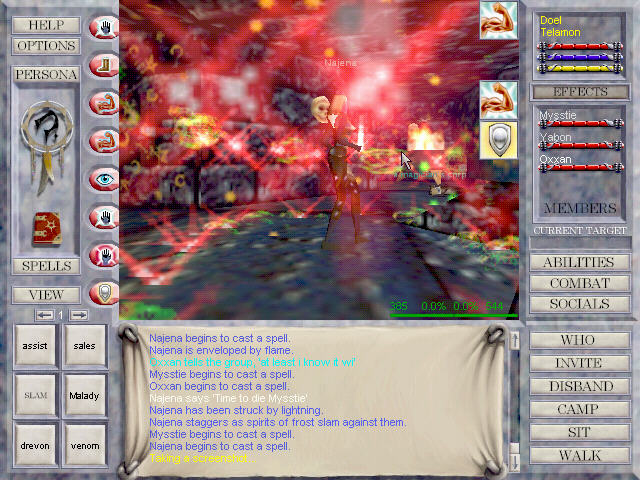 HELP
OPTIONS
PERSONA
SPELLS
VIEW
1
assist
sales
SLAM
Malady
drevon
venom
Najena
385 0.0% 0.0% 544
Najena begins to cast a spell.
Najena is enveloped by flame.
Oxxan tells the group, 'at least i know it wil'
Mysstie begins to cast a spell.
Oxxan begins to cast a spell.
Najena says 'Time to die Mysstie'
Najena has been struck by lightning.
Najena staggers as spirits of frost slam against them.
Mysstie begins to cast a spell.
Najena begins to cast a spell.
Taking a screenshot...
Doel
Telamon
EFFECTS
Mysstie
Yabon
Oxxan
MEMBERS
CURRENT TARGET
ABILITIES
COMBAT
SOCIALS
WHO
INVITE
DISBAND
CAMP
SIT
WALK